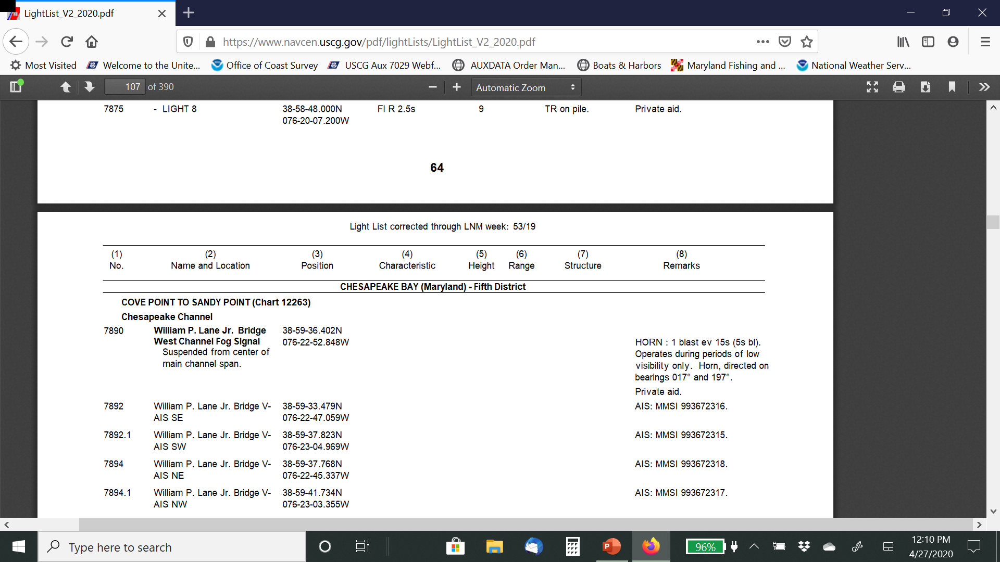 LightList_V2_2020.pdf
https://www.navcen.uscg.gov/pdf/lightLists/LightList_V2_2020.pdf
Most Visited Welcome to the Unite... Office of Coast Survey USCG Aux 7029 Webf... AUXDATA Order Man... Boats & Harbors Maryland Fishing and ... National Weather Serv...
107 of 390 Automatic Zoom
7875 - LIGHT 8 38-58-48.000N Fl R 2.5s 9 TR on pile. Private aid.
076-20-07.200W
64
Light List corrected through LNM week: 53/19
(1) (2) (3) (4) (5) (6) (7) (8)
No. Name and Location Position Characteristic Height Range Structure Remarks
CHESAPEAKE BAY (Maryland) - Fifth District
COVE POINT TO SANDY POINT (Chart 12263)
Chesapeake Channel
7890 William P. Lane Jr. Bridge 38-59-36.402N
West Channel Fog Signal 076-22-52.848W HORN : 1 blast ev 15s (5s bl).
Suspended from center of Operates during periods of low
main channel span. visibility only. Horn, directed on
bearings 017° and 197°.
Private aid.
7892 William P. Lane Jr. Bridge V- 38-59-33.479N AIS: MMSI 993672316.
AIS SE 076-22-47.059W
7892.1 William P. Lane Jr. Bridge V- 38-59-37.823N AIS: MMSI 993672315.
AIS SW 076-23-04.969W
7894 William P. Lane Jr. Bridge V- 38-59-37.768N AIS: MMSI 993672318.
AIS NE 076-22-45.337W
7894.1 William P. Lane Jr. Bridge V- 38-59-41.734N AIS: MMSI 993672317.
AIS NW 076-23-03.355W
Type here to search
P
96%
12:10 PM
4/27/2020